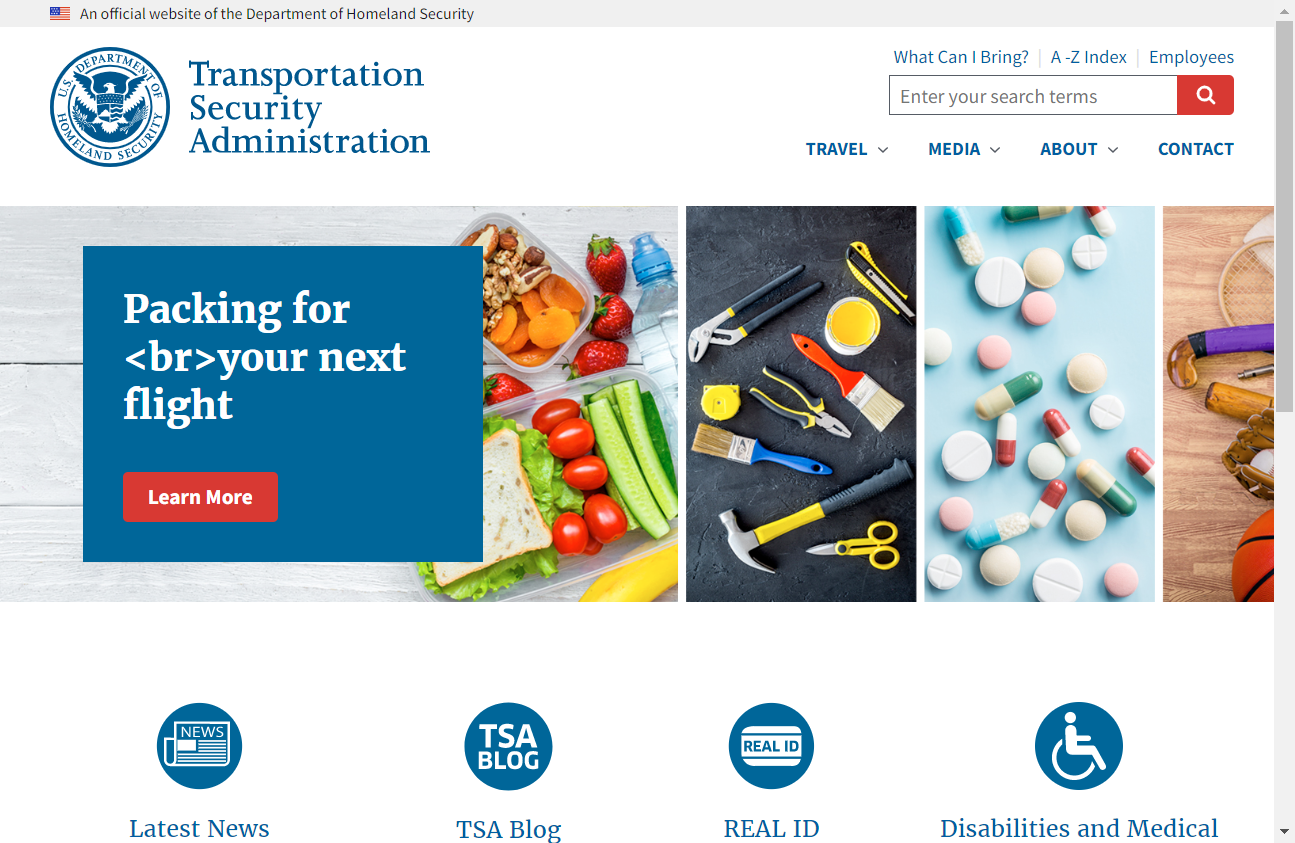 An official website of the Department of Homeland Security
U.S. DEPARTMENT OF
HOMELAND SECURITY
Transportation
Security
Administration
What Can I Bring?
A -Z Index
Employees
Enter your search terms
TRAVEL
MEDIA
ABOUT
CONTACT
Packing for
<br>your next
flight
Learn More
NEWS
TSA
BLOG
REAL ID
Latest News
TSA Blog
REAL ID
Disabilities and Medical